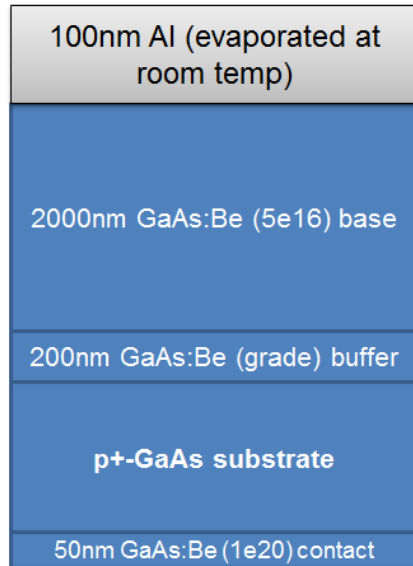 100nm Al (evaporated at
room temp)
2000nm GaAs:Be (5e16) base
200nm GaAs:Be (grade) buffer
p+-GaAs substrate
50nm GaAs:Be (1e20) contact